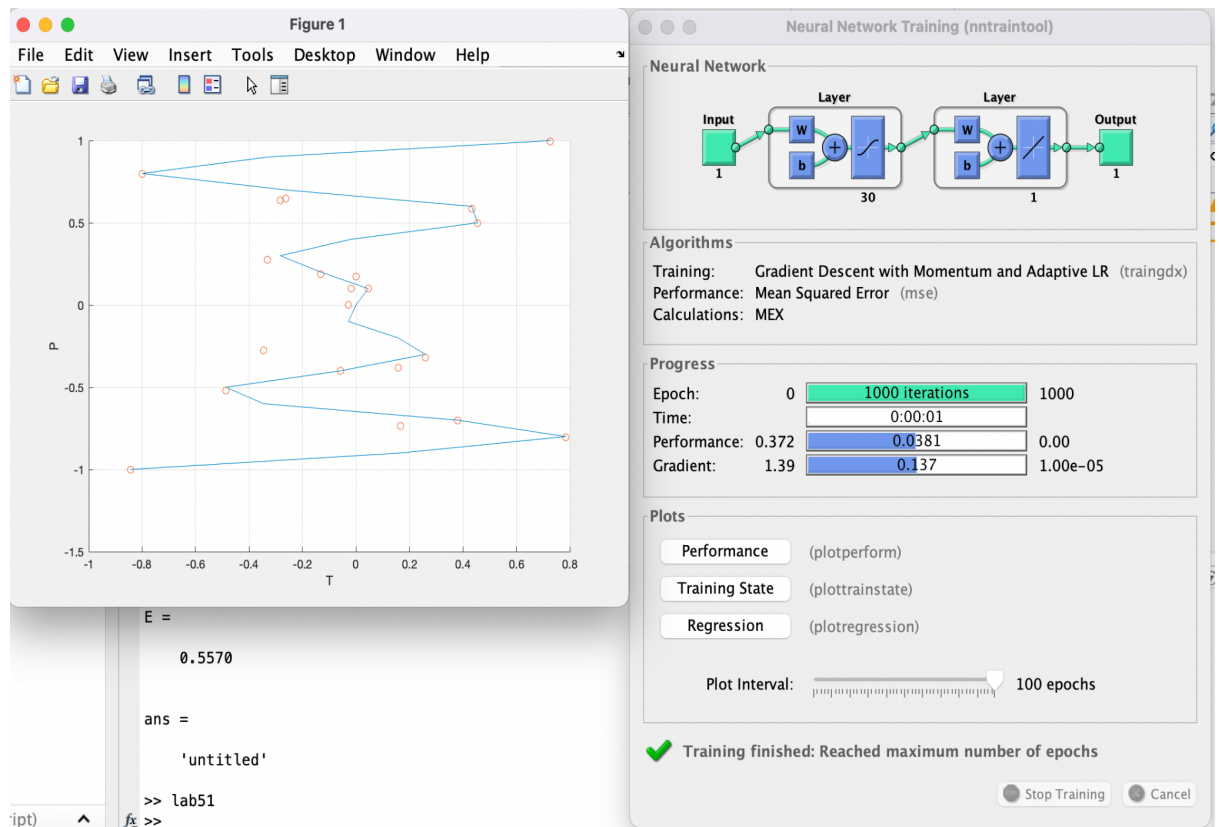 Figure 1
File Edit View Insert Tools Desktop Window Help
1
0.5
0
-0.5
-1
-1.5
P
-1 -0.8 -0.6 -0.4 -0.2 0 0.2 0.4 0.6 0.8
T
E =
0.5570
ans =
'untitled'
>> lab51
fx >>
ript)
Neural Network Training (nntraintool)
Neural Network
Layer Layer
Input Output
W W
b b
1 1
30 1
Algorithms
Training: Gradient Descent with Momentum and Adaptive LR (traingdx)
Performance: Mean Squared Error (mse)
Calculations: MEX
Progress
Epoch: 0 1000 iterations 1000
Time: 0:00:01
Performance: 0.372 0.0381 0.00
Gradient: 1.39 0.137 1.00e-05
Plots
Performance (plotperform)
Training State (plottrainstate)
Regression (plotregression)
Plot Interval: 100 epochs
Training finished: Reached maximum number of epochs
Stop Training Cancel